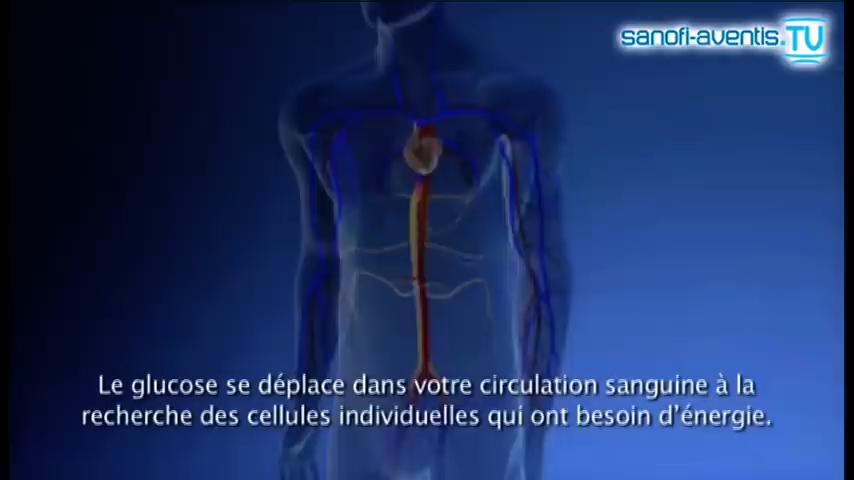 sanofi-aventis.TV
Le glucose se déplace dans votre circulation sanguine à la
recherche des cellules individuelles qui ont besoin d'énergie.